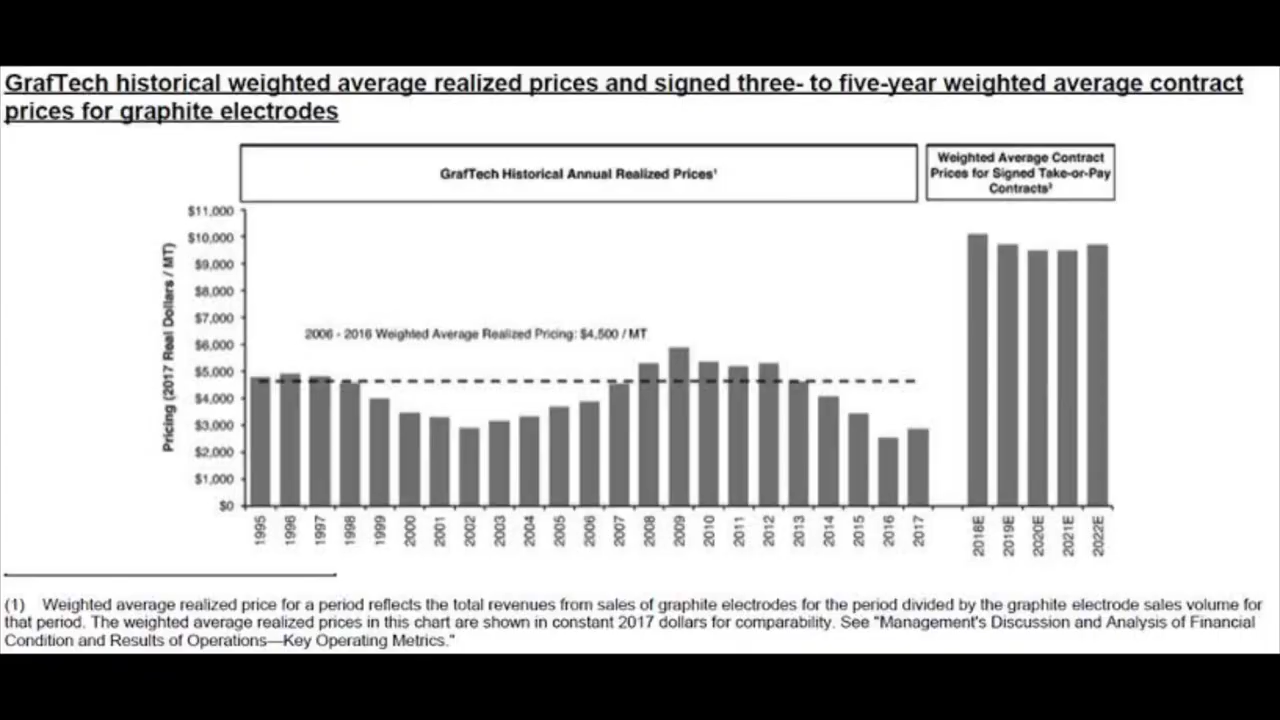 GrafTech historical weighted average realized prices and signed three- to five-year weighted average contract
prices for graphite electrodes
GrafTech Historical Annual Realized Prices¹
Weighted Average Contract
Prices for Signed Take-or-Pay
Contracts²
Pricing (2017 Real Dollars / MT)
$11,000
$10,000
$9,000
$8,000
$7,000
$6,000
$5,000
$4,000
$3,000
$2,000
$1,000
$0
2006 - 2016 Weighted Average Realized Pricing: $4,500 / MT
1995
1996
1997
1998
1999
2000
2001
2002
2003
2004
2005
2006
2007
2008
2009
2010
2011
2012
2013
2014
2015
2016
2017
2018E
2019E
2020E
2021E
2022E
(1) Weighted average realized price for a period reflects the total revenues from sales of graphite electrodes for the period divided by the graphite electrode sales volume for
that period. The weighted average realized prices in this chart are shown in constant 2017 dollars for comparability. See "Management's Discussion and Analysis of Financial
Condition and Results of Operations—Key Operating Metrics."